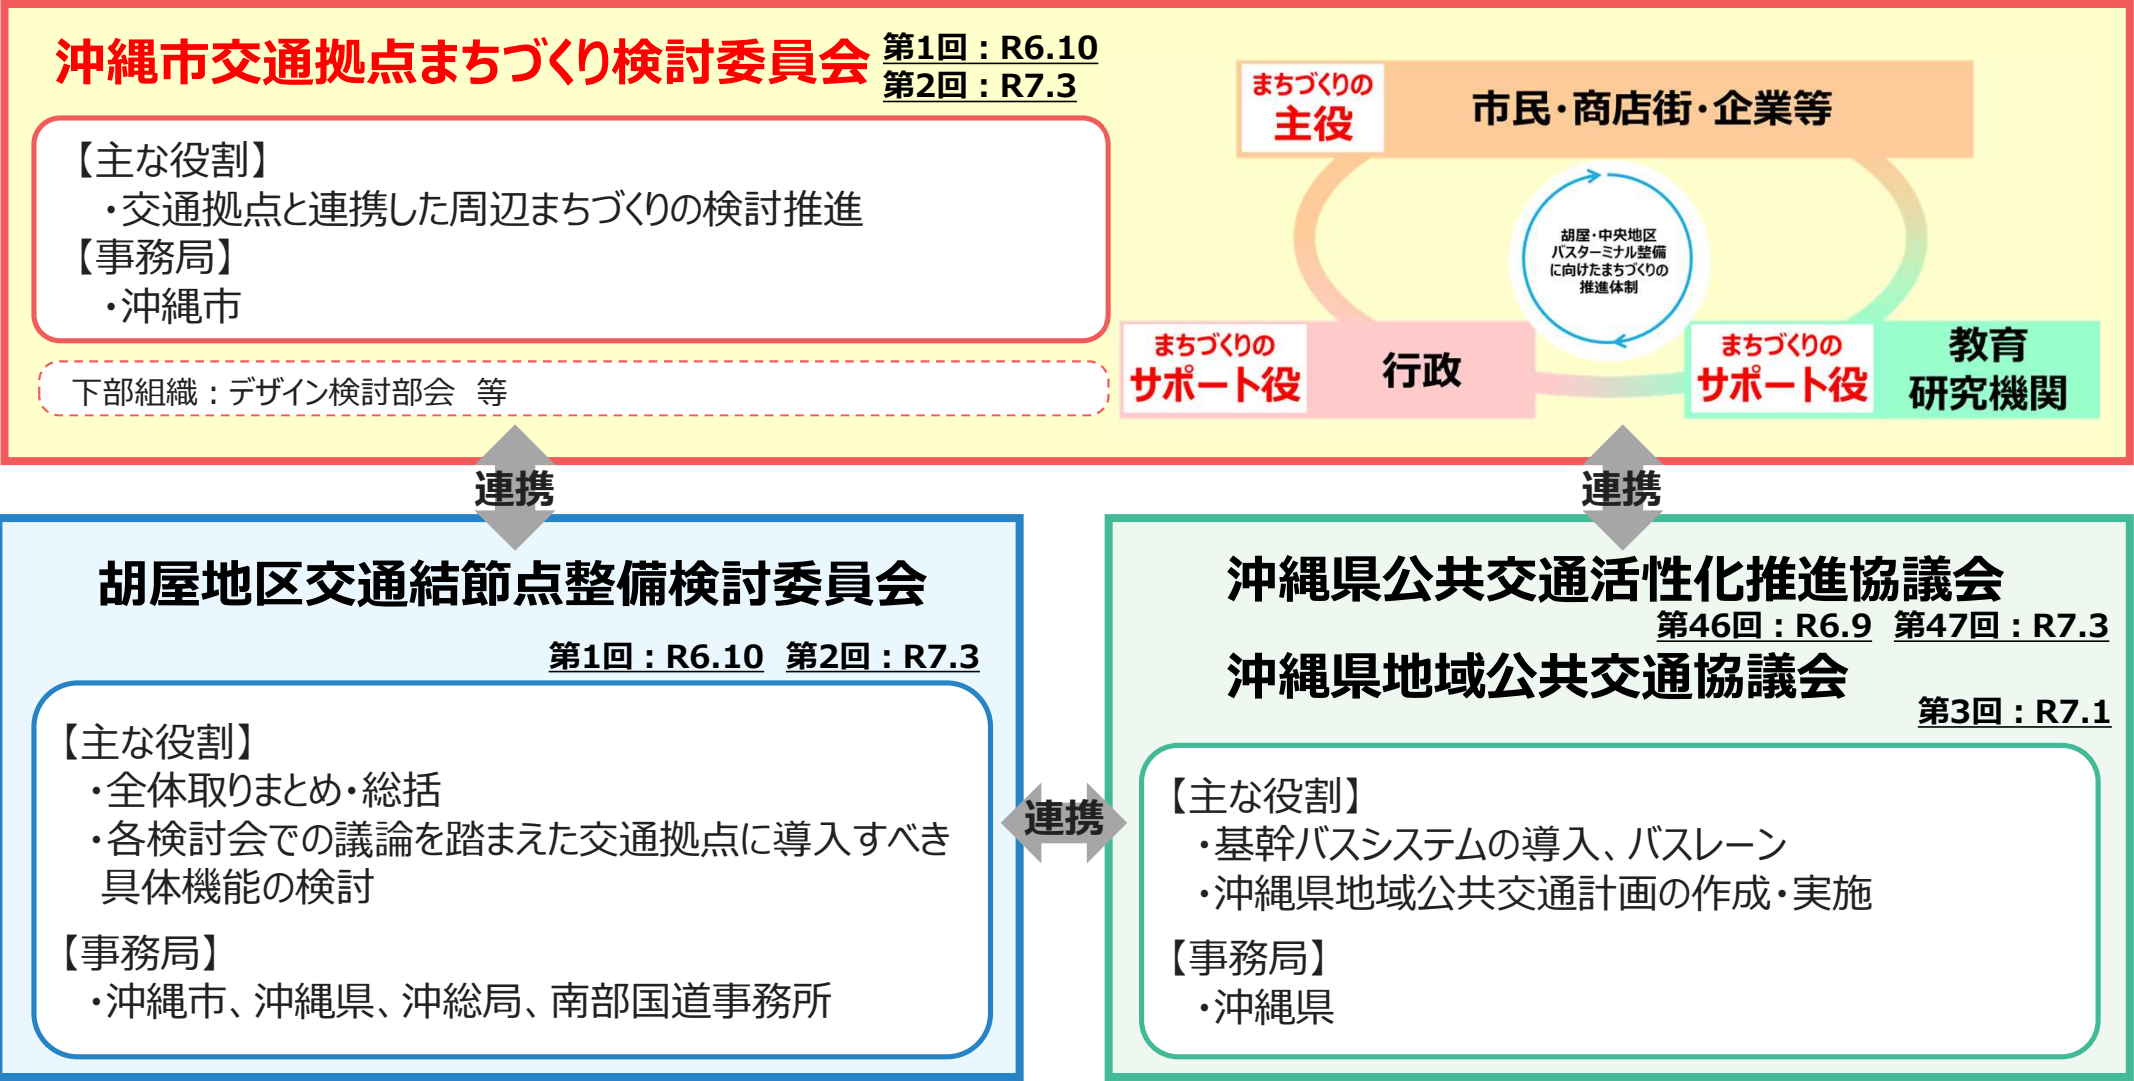 沖縄市交通拠点まちづくり検討委員会
第1回：R6.10
第2回：R7.3
【主な役割】
・交通拠点と連携した周辺まちづくりの検討推進
【事務局】
・沖縄市
下部組織：デザイン検討部会　等
まちづくりの
主役
市民・商店街・企業等
胡屋・中央地区
バスターミナル整備
に向けたまちづくりの
推進体制
まちづくりの
サポート役
行政
まちづくりの
サポート役
教育
研究機関
連携
連携
胡屋地区交通結節点整備検討委員会
第1回：R6.10　第2回：R7.3
【主な役割】
・全体取りまとめ・総括
・各検討会での議論を踏まえた交通拠点に導入すべき
具体機能の検討
【事務局】
・沖縄市、沖縄県、沖総局、南部国道事務所
連携
沖縄県公共交通活性化推進協議会
第46回：R6.9　第47回：R7.3
沖縄県地域公共交通協議会
第3回：R7.1
【主な役割】
・基幹バスシステムの導入、バスレーン
・沖縄県地域公共交通計画の作成・実施
【事務局】
・沖縄県